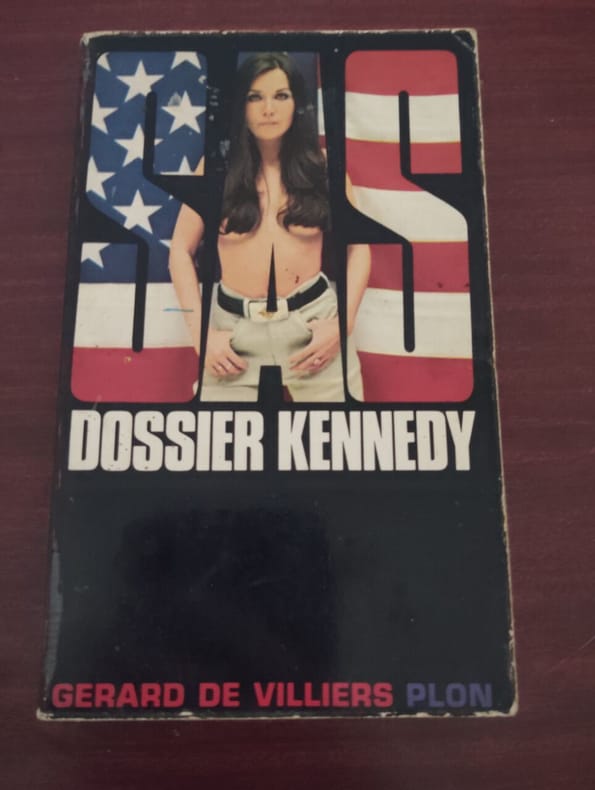 SAS
DOSSIER KENNEDY
GERARD DE VILLIERS PLON